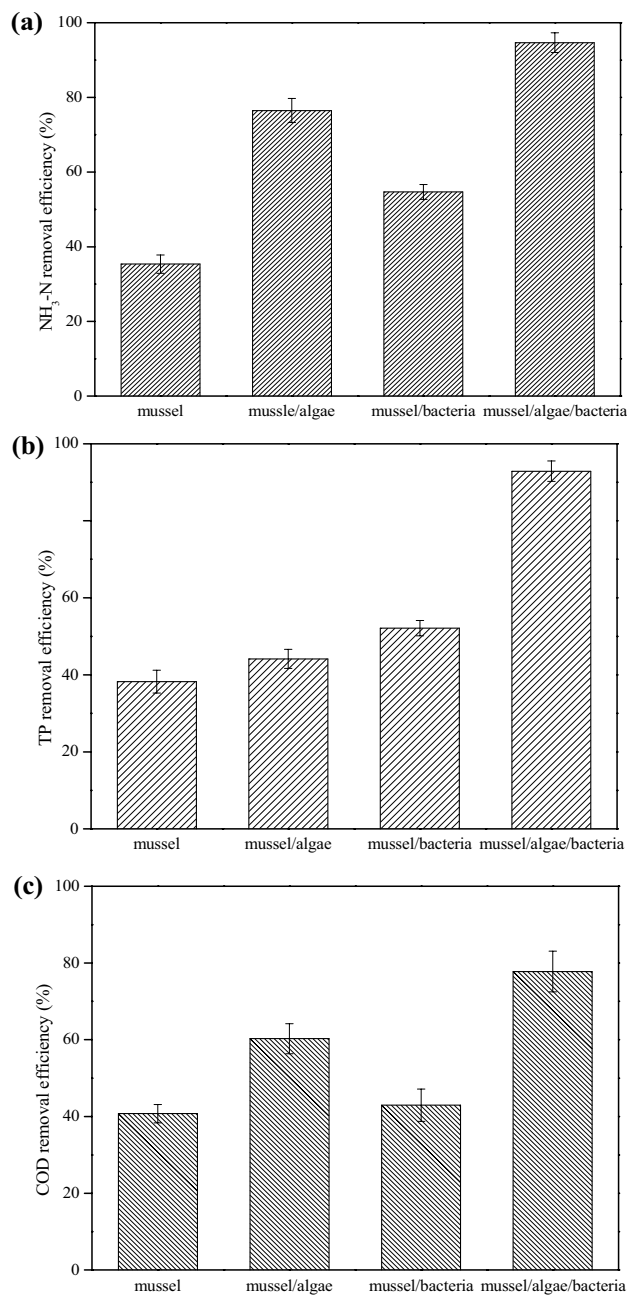 (a)
100
80
60
40
20
0
NH3-N removal efficiency (%)
mussel mussle/algae mussel/bacteria mussel/algae/bacteria
(b)
100
60
40
20
0
TP removal efficiency (%)
mussel mussel/algae mussel/bacteria mussel/algae/bacteria
(c)
100
80
60
40
20
0
COD removal efficiency (%)
mussel mussel/algae mussel/bacteria mussel/algae/bacteria